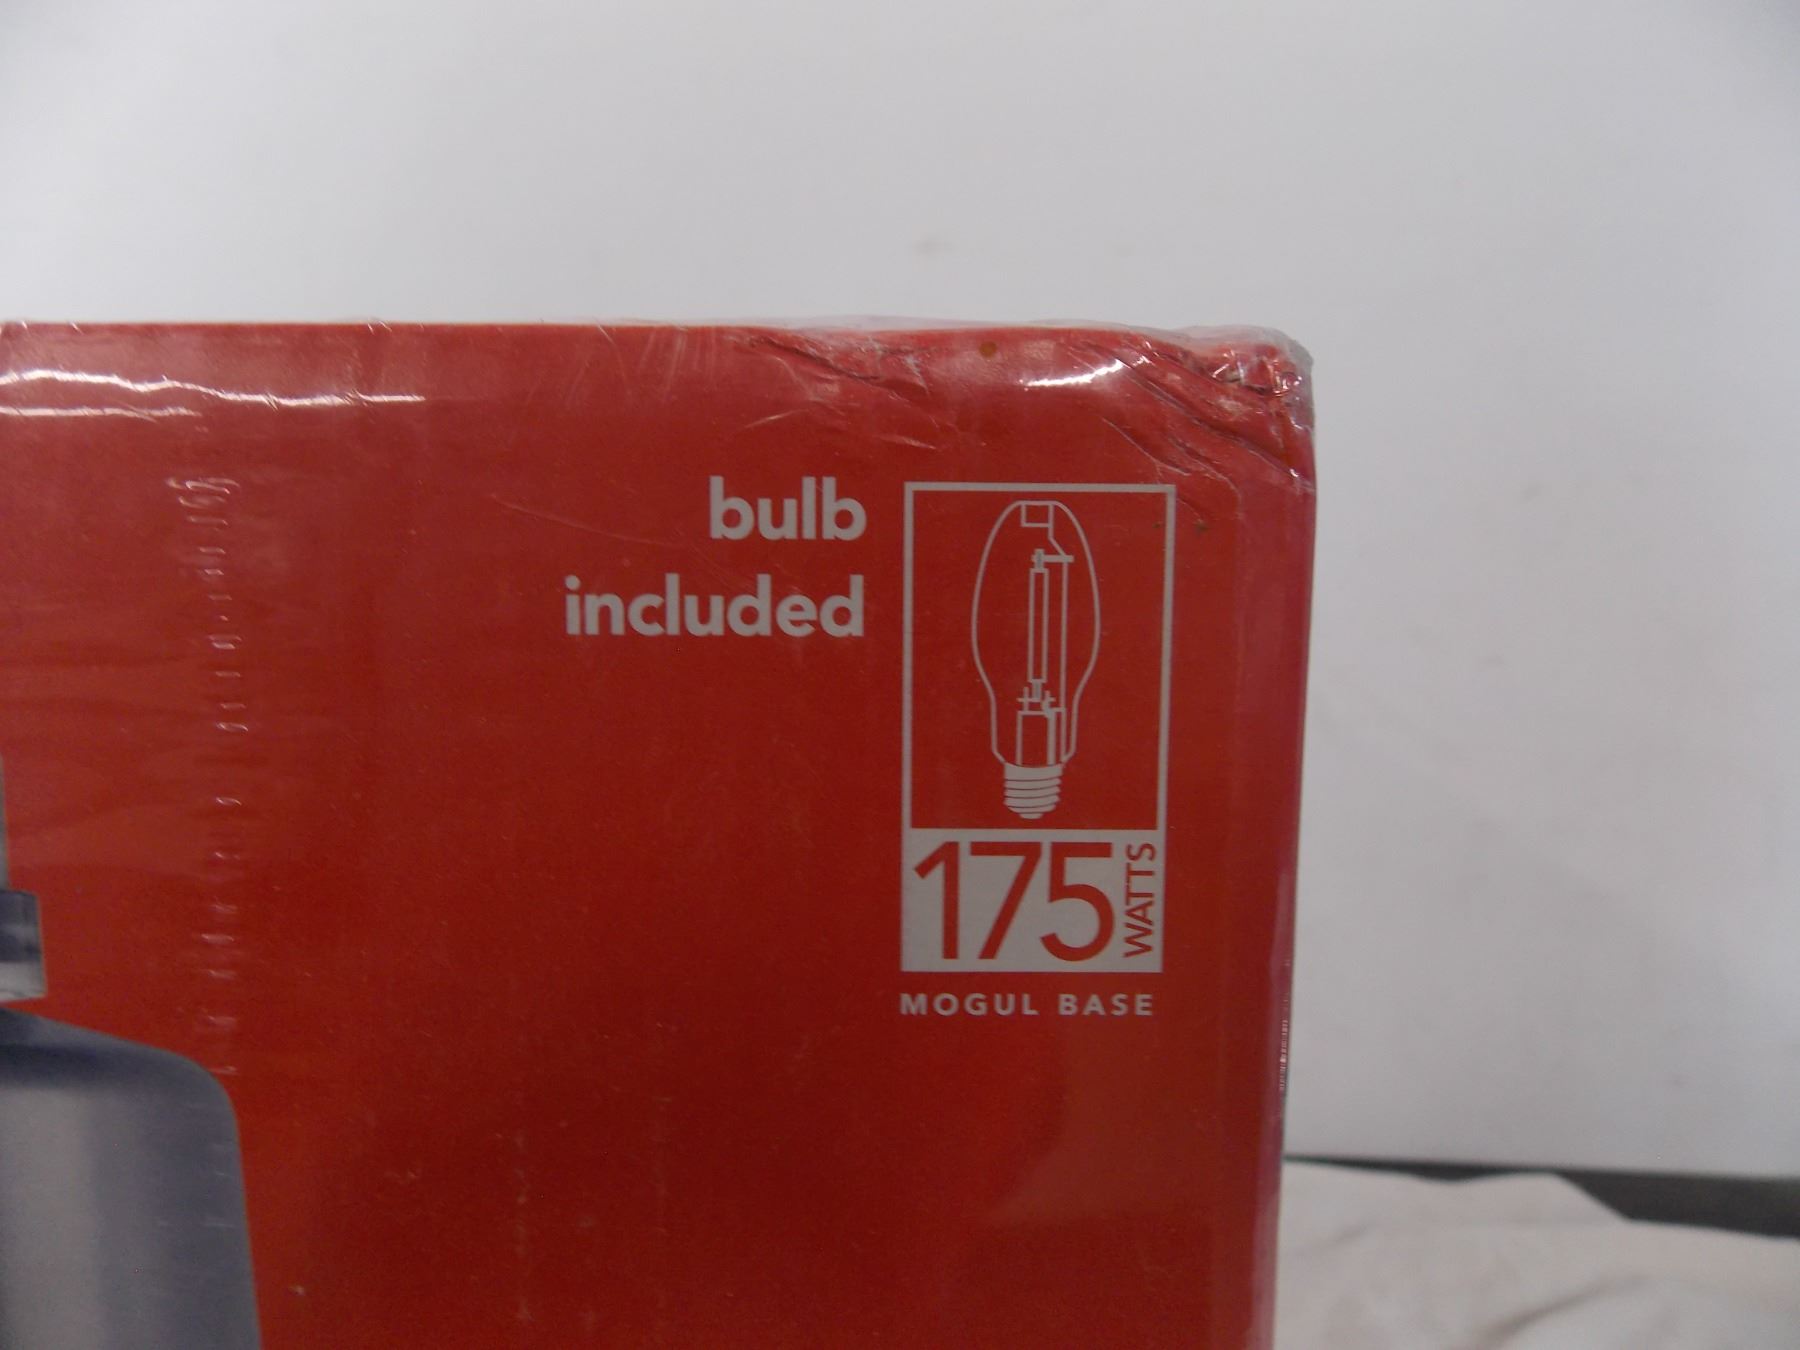 bulb
included
175 WATTS
MOGUL BASE